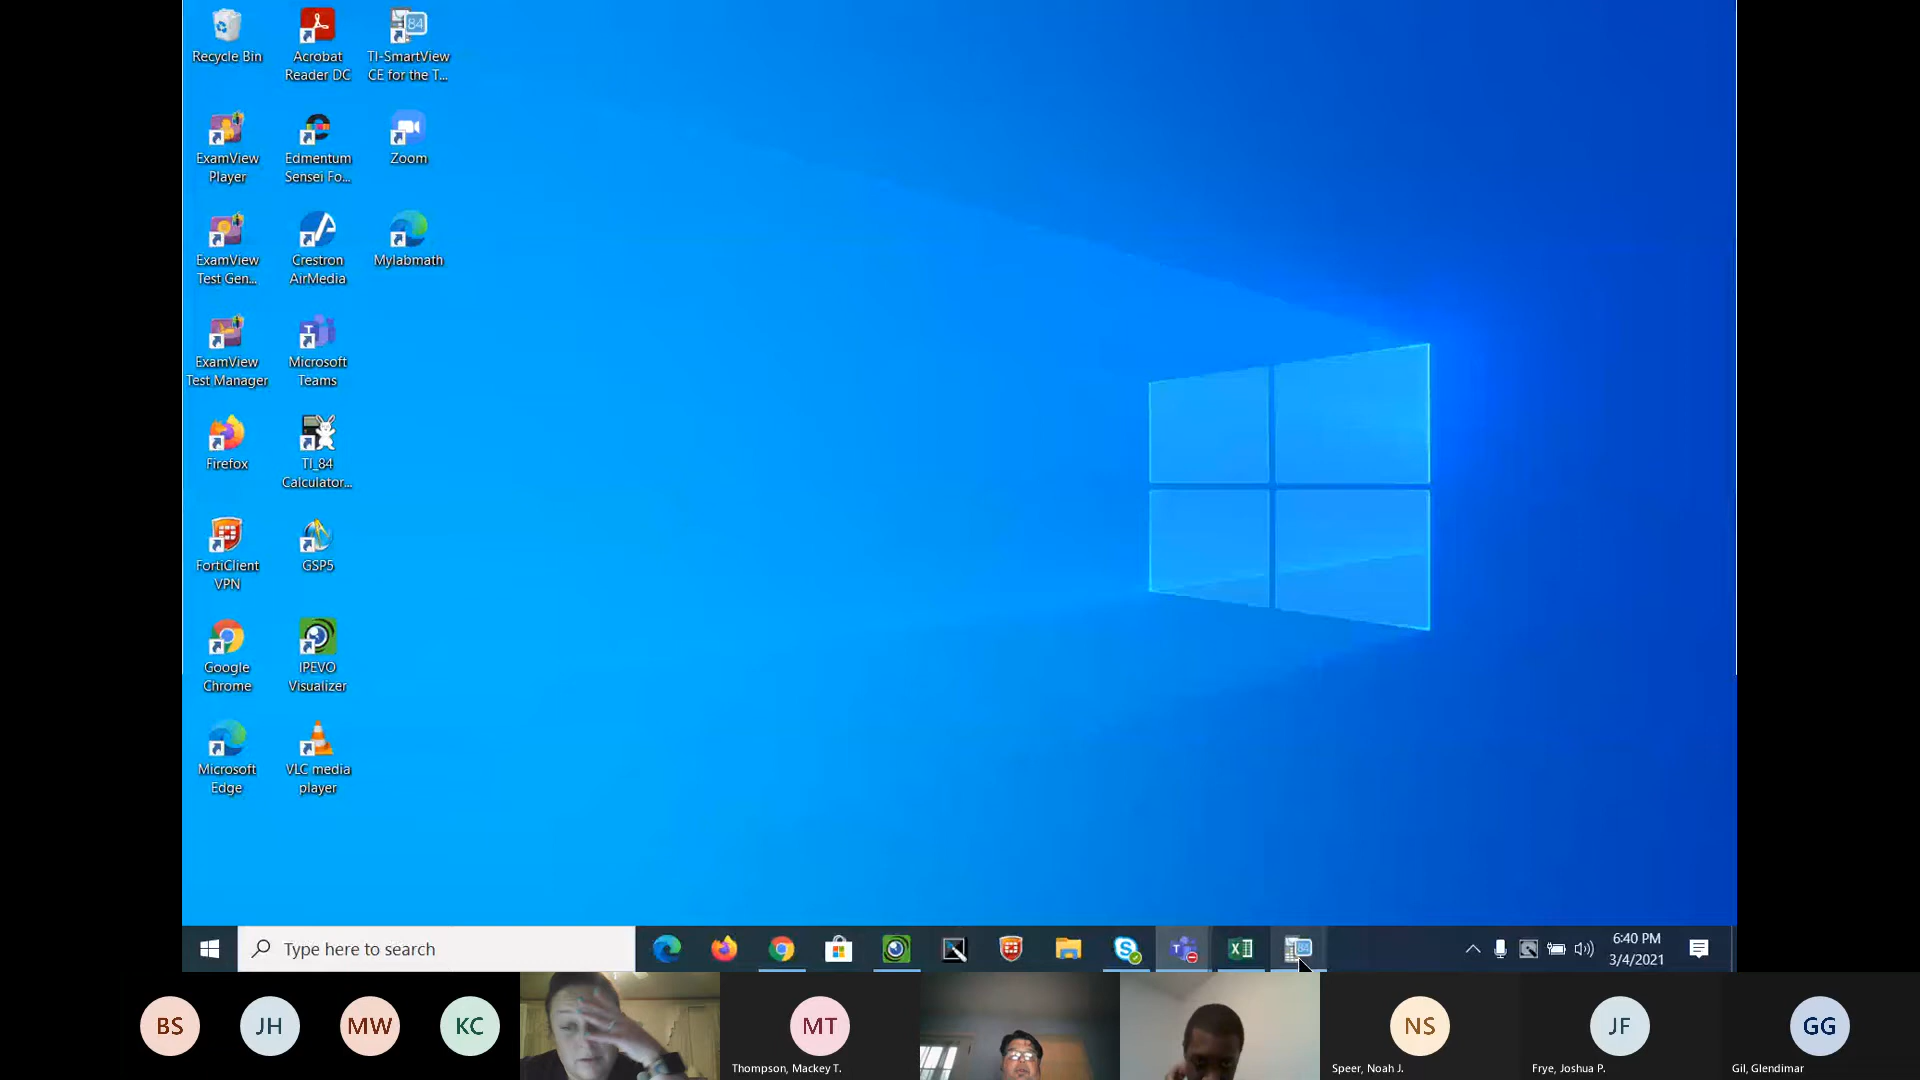 Recycle Bin
Acrobat
Reader DC
84
TI-SmartView
CE for the T...
ExamView
Player
Edmentum
Sensei Fo...
Zoom
ExamView
Test Gen...
Crestron
AirMedia
Mylabmath
ExamView
Test Manager
T
Microsoft
Teams
Firefox
TI_84
Calculator...
FortiClient
VPN
GSP5
Google
Chrome
IPEVO
Visualizer
Microsoft
Edge
VLC media
player
Type here to search
84
6:40 PM
3/4/2021
BS
JH
MW
KC
MT
Thompson, Mackey T.
NS
Speer, Noah J.
JF
Frye, Joshua P.
GG
Gil, Glendimar